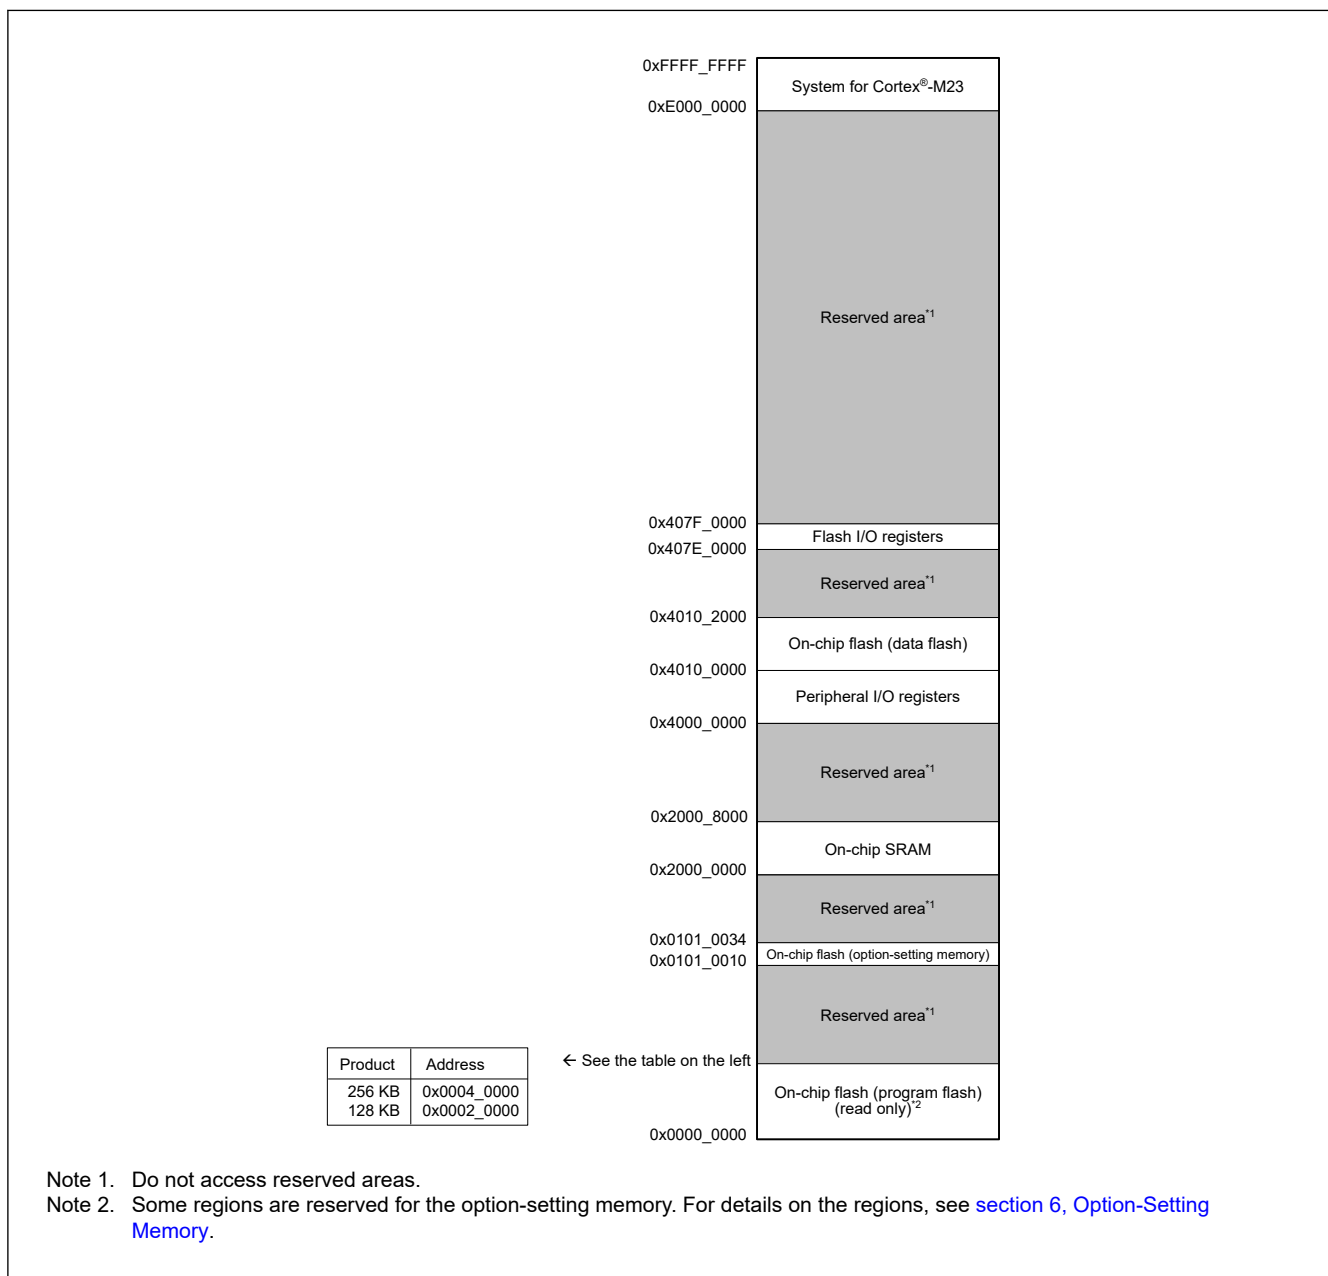 0xFFFF_FFFF
System for Cortex®-M23
0xE000_0000
Reserved area*1
0x407F_0000
Flash I/O registers
0x407E_0000
Reserved area*1
0x4010_2000
On-chip flash (data flash)
0x4010_0000
Peripheral I/O registers
0x4000_0000
Reserved area*1
0x2000_8000
On-chip SRAM
0x2000_0000
Reserved area*1
0x0101_0034
On-chip flash (option-setting memory)
0x0101_0010
Reserved area*1
← See the table on the left
Product Address
256 KB 0x0004_0000
128 KB 0x0002_0000
On-chip flash (program flash)
(read only)*2
0x0000_0000
Note 1. Do not access reserved areas.
Note 2. Some regions are reserved for the option-setting memory. For details on the regions, see section 6, Option-Setting
Memory.